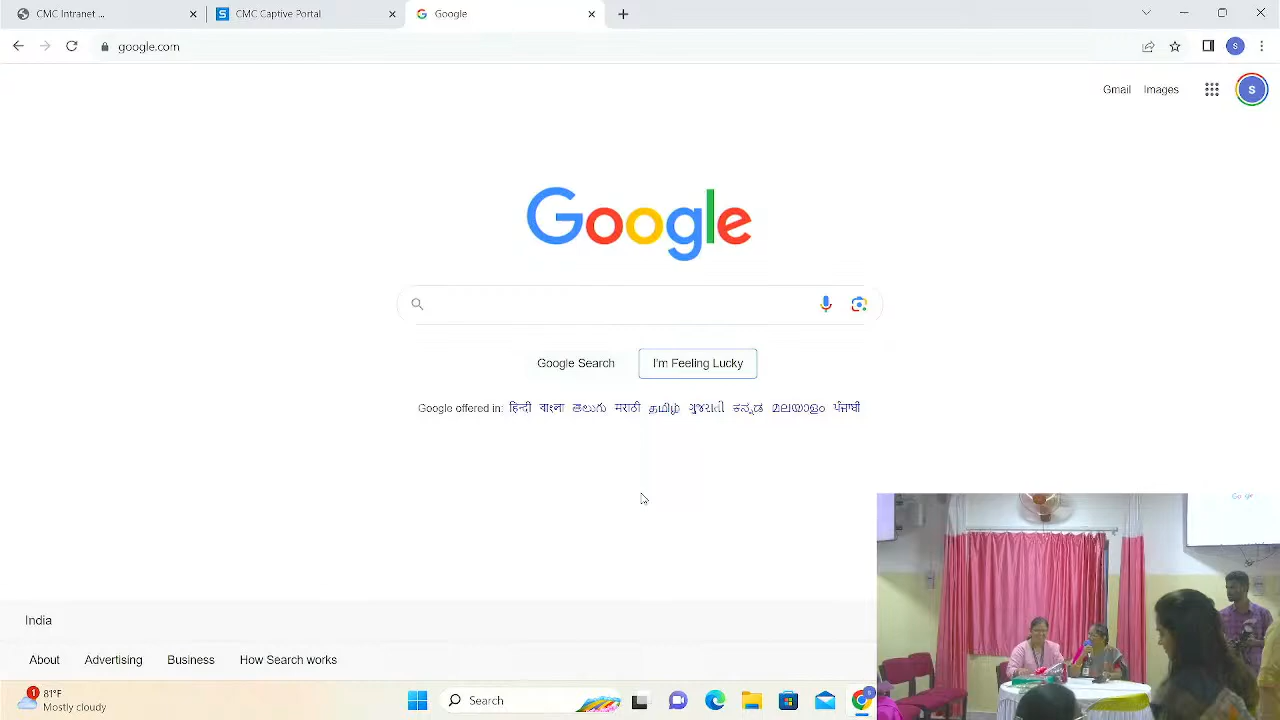 CMC Intranet ...
CMC Captive Portal
Google
google.com
Gmail Images
S
Google
Google Search
I'm Feeling Lucky
Google offered in: हिन्दी বাংলা తెలుగు मराठी தமிழ் ગુજરાતી ಕನ್ನಡ മലയാളം ਪੰਜਾਬੀ
India
About Advertising Business How Search works
1
81°F
Mostly cloudy
Search